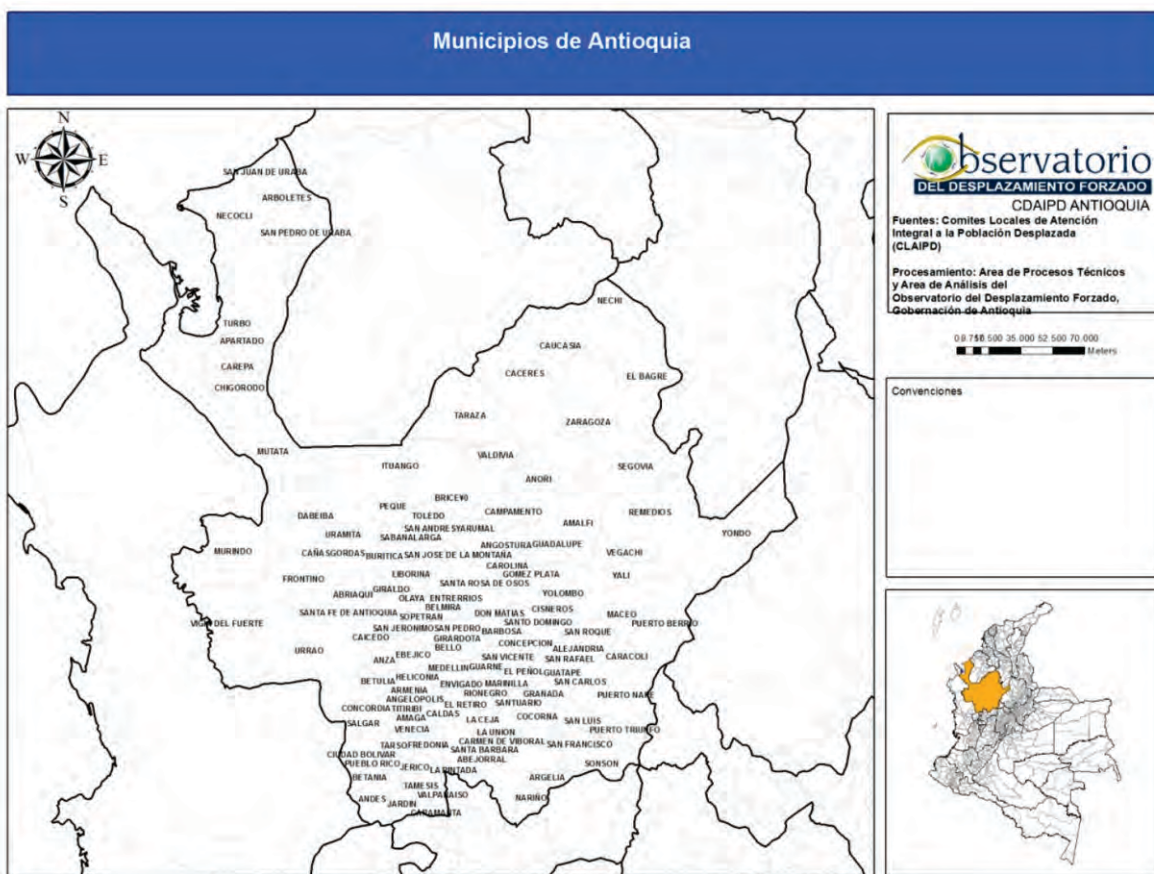 Municipios de Antioquia
N
W E
S
SAN JUAN DE URABA
ARBOLETES
NECOCLI
SAN PEDRO DE URABA
TURBO
APARTADO
CAREPA
CHIGORODO
NECHI
CAUCASIA
CACERES
EL BAGRE
TARAZA
ZARAGOZA
MUTATA
VALDIVIA
ITUANGO
SEGOVIA
ANORI
BRICE¥0
PEQUE
CAMPAMENTO
REMEDIOS
DABEIBA
TOLEDO
AMALFI
SAN ANDRES YARUMAL
URAMITA
SABANALARGA
YONDO
ANGOSTURA GUADALUPE
MURINDO
CAÑASGORDAS BURITICA SAN JOSE DE LA MONTAÑA
VEGACHI
CAROLINA
LIBORINA
GOMEZ PLATA
YALI
FRONTINO
SANTA ROSA DE OSOS
GIRALDO
ABRIAQUI
YOLOMBO
OLAYA ENTRERRIOS
BELMIRA
CISNEROS
SANTA FE DE ANTIOQUIA
SOPETRAN
DON MATIAS
MACEO
VIGIA DEL FUERTE
SANTO DOMINGO
PUERTO BERRIO
SAN JERONIMO SAN PEDRO
BARBOSA
SAN ROQUE
CAICEDO
GIRARDOTA
CONCEPCION
BELLO
ALEJANDRIA
URRAO
EBEJICO
ANZA
SAN VICENTE
SAN RAFAEL
CARACOLI
MEDELLIN GUARNE
EL PEÑOL GUATAPE
HELICONIA
BETULIA
ENVIGADO MARINILLA
SAN CARLOS
ARMENIA
RIONEGRO
GRANADA
PUERTO NARE
ANGELOPOLIS
EL RETIRO
SANTUARIO
CONCORDIA TITIRIBI
CALDAS
AMAGA
LA CEJA
COCORNA
SAN LUIS
SALGAR
VENECIA
LA UNION
PUERTO TRIUNFO
TARSO FREDONIA
CARMEN DE VIBORAL
SAN FRANCISCO
SANTA BARBARA
CIUDAD BOLIVAR
ABEJORRAL
PUEBLO RICO
JERICO
LA PINTADA
SONSON
BETANIA
ARGELIA
TAMESIS
VALPARAISO
ANDES
JARDIN
NARIÑO
CARAMANTA
Observatorio
DEL DESPLAZAMIENTO FORZADO
CDAIPD ANTIOQUIA
Fuentes: Comites Locales de Atención
Integral a la Población Desplazada
(CLAIPD)
Procesamiento: Area de Procesos Técnicos
y Area de Análisis del
Observatorio del Desplazamiento Forzado,
Gobernación de Antioquia
35.000 52.500 70.000
Meters
Convenciones